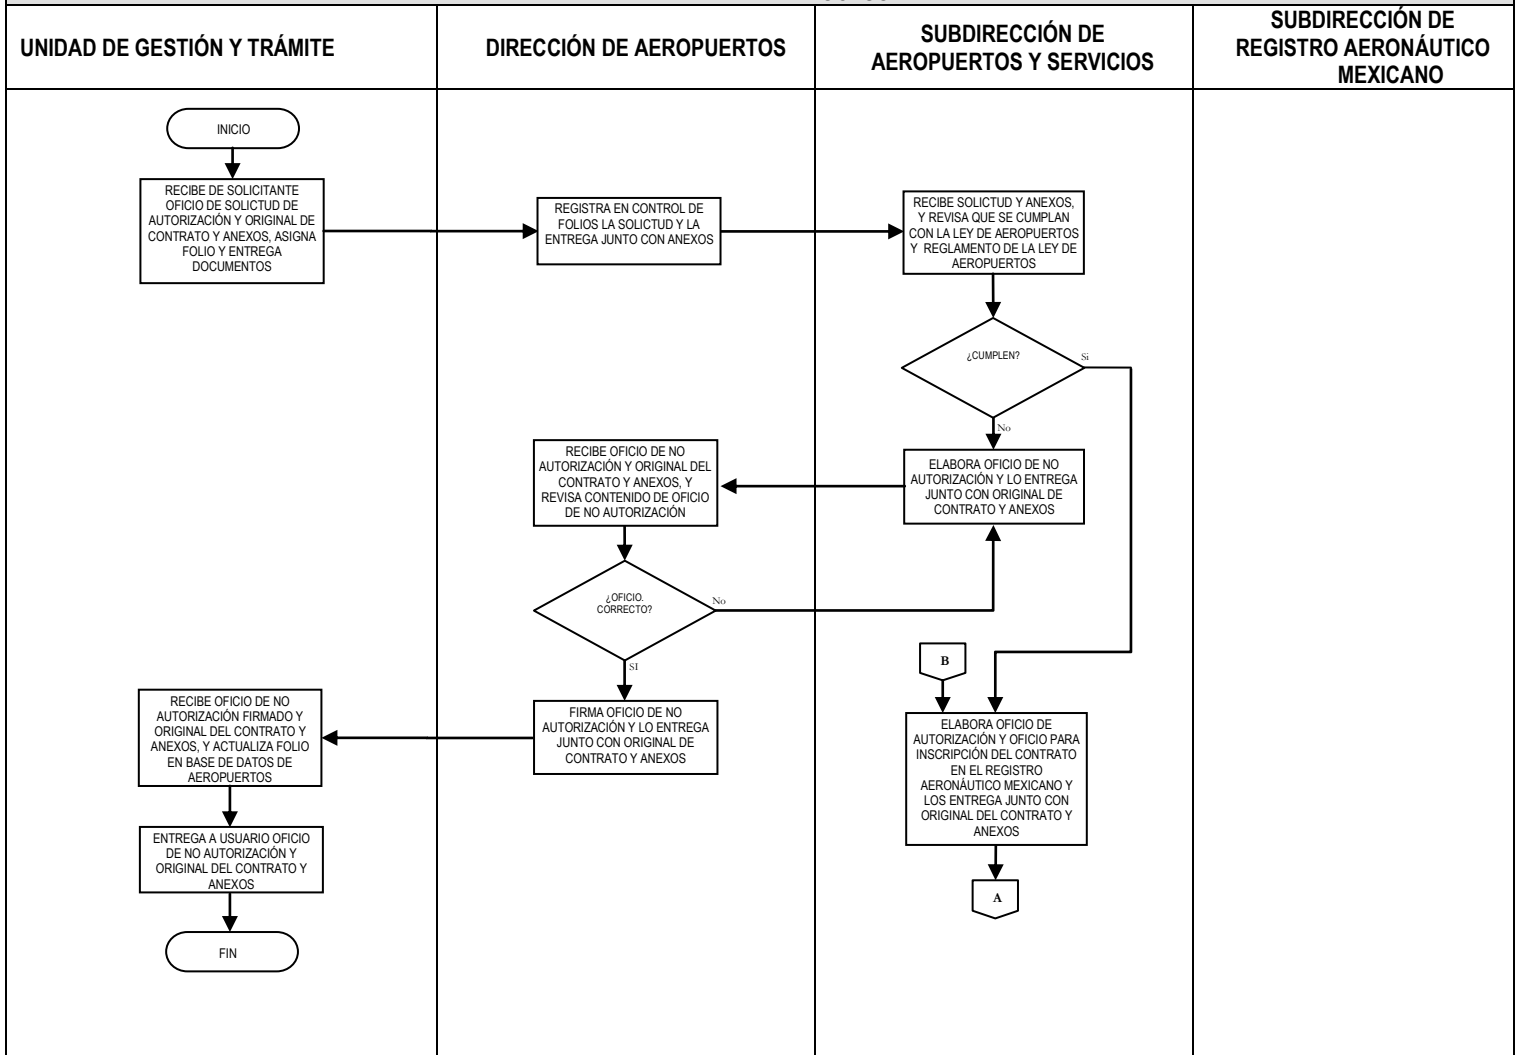 UNIDAD DE GESTIÓN Y TRÁMITE
DIRECCIÓN DE AEROPUERTOS
SUBDIRECCIÓN DE
AEROPUERTOS Y SERVICIOS
SUBDIRECCIÓN DE
REGISTRO AERONÁUTICO
MEXICANO
INICIO
RECIBE DE SOLICITANTE
OFICIO DE SOLICTUD DE
AUTORIZACIÓN Y ORIGINAL DE
CONTRATO Y ANEXOS, ASIGNA
FOLIO Y ENTREGA
DOCUMENTOS
REGISTRA EN CONTROL DE
FOLIOS LA SOLICTUD Y LA
ENTREGA JUNTO CON ANEXOS
RECIBE SOLICTUD Y ANEXOS,
Y REVISA QUE SE CUMPLAN
CON LA LEY DE AEROPUERTOS
Y REGLAMENTO DE LA LEY DE
AEROPUERTOS
¿CUMPLEN?
Si
No
ELABORA OFICIO DE NO
AUTORIZACIÓN Y LO ENTREGA
JUNTO CON ORIGINAL DE
CONTRATO Y ANEXOS
RECIBE OFICIO DE NO
AUTORIZACIÓN Y ORIGINAL DEL
CONTRATO Y ANEXOS, Y
REVISA CONTENIDO DE OFICIO
DE NO AUTORIZACIÓN
¿OFICIO.
CORRECTO?
No
SI
FIRMA OFICIO DE NO
AUTORIZACIÓN Y LO ENTREGA
JUNTO CON ORIGINAL DE
CONTRATO Y ANEXOS
RECIBE OFICIO DE NO
AUTORIZACIÓN FIRMADO Y
ORIGINAL DEL CONTRATO Y
ANEXOS, Y ACTUALIZA FOLIO
EN BASE DE DATOS DE
AEROPUERTOS
ENTREGA A USUARIO OFICIO
DE NO AUTORIZACIÓN Y
ORIGINAL DEL CONTRATO Y
ANEXOS
FIN
B
ELABORA OFICIO DE
AUTORIZACIÓN Y OFICIO PARA
INSCRIPCIÓN DEL CONTRATO
EN EL REGISTRO
AERONÁUTICO MEXICANO Y
LOS ENTREGA JUNTO CON
ORIGINAL DEL CONTRATO Y
ANEXOS
A